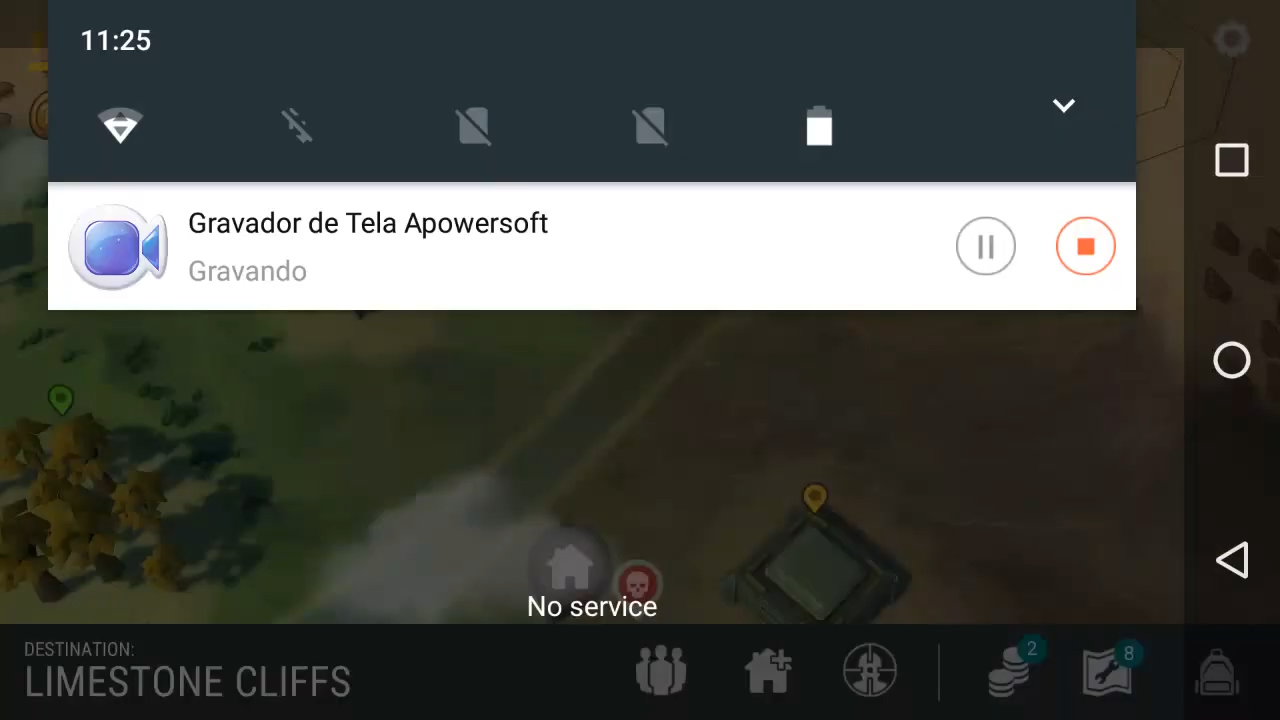 11:25
Gravador de Tela Apowersoft
Gravando
No service
DESTINATION:
LIMESTONE CLIFFS
2
8